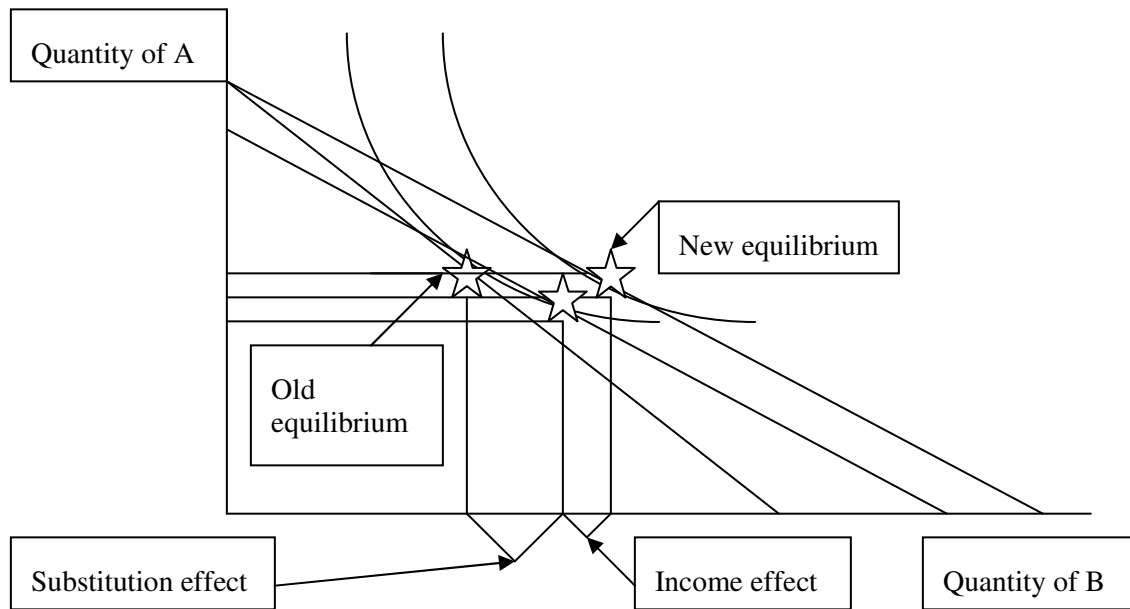 Quantity of A
New equilibrium
Old
equilibrium
Substitution effect
Income effect
Quantity of B